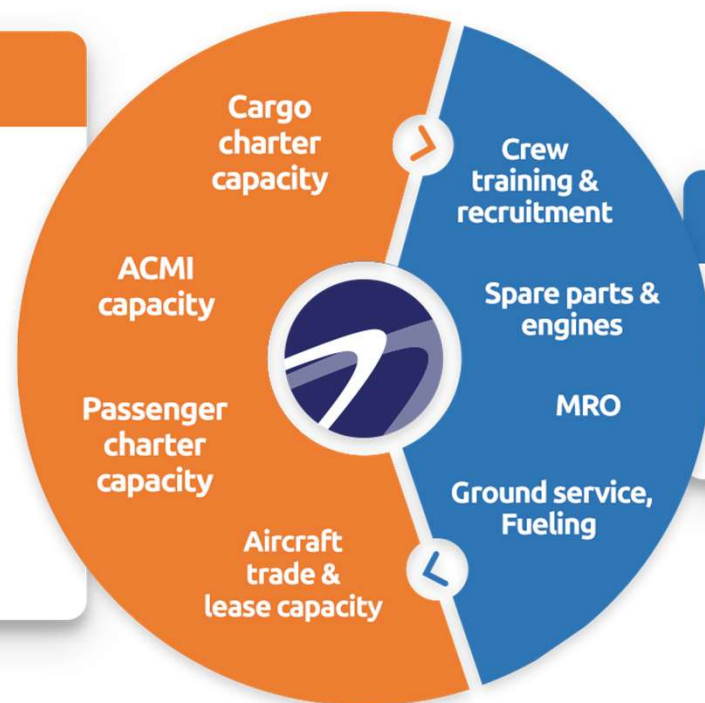 Cargo
charter
capacity
ACMI
capacity
Passenger
charter
capacity
Aircraft
trade &
lease capacity
Crew
training &
recruitment
Spare parts &
engines
MRO
Ground service,
Fueling